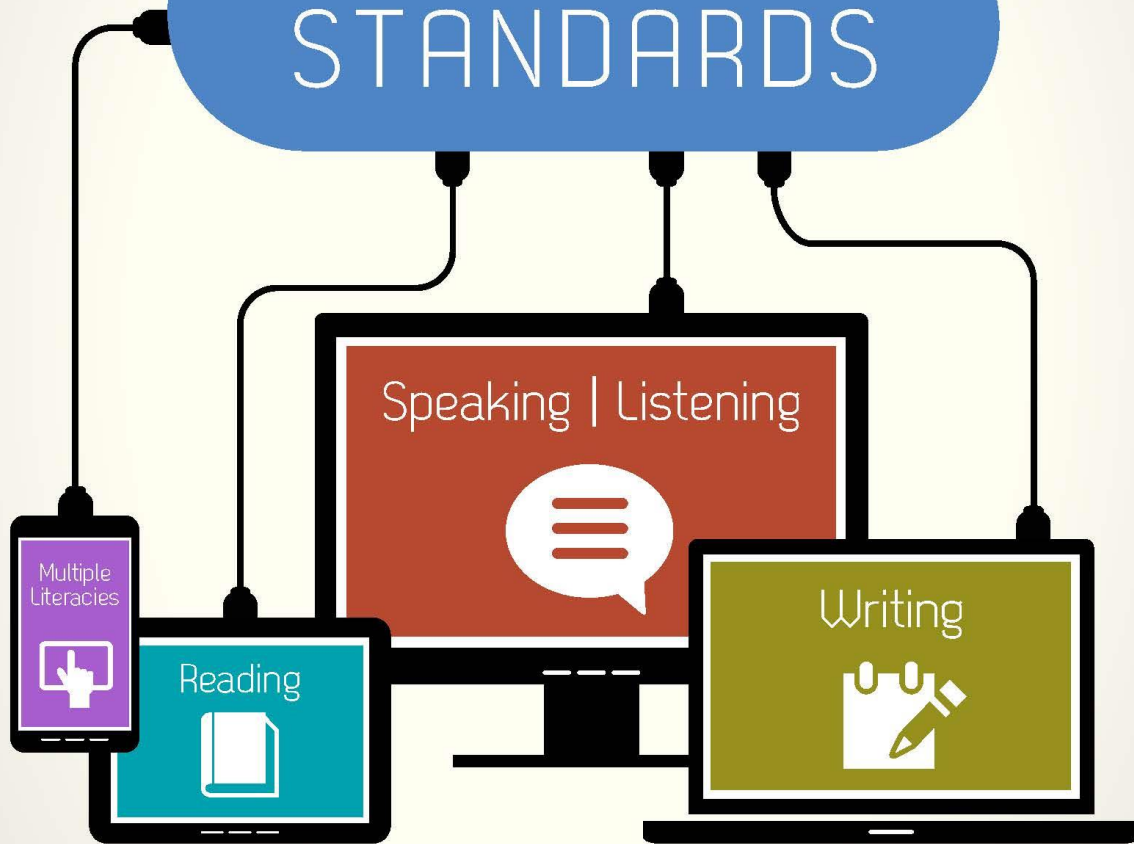 STANDARDS
Speaking | Listening
Multiple
Literacies
Writing
Reading